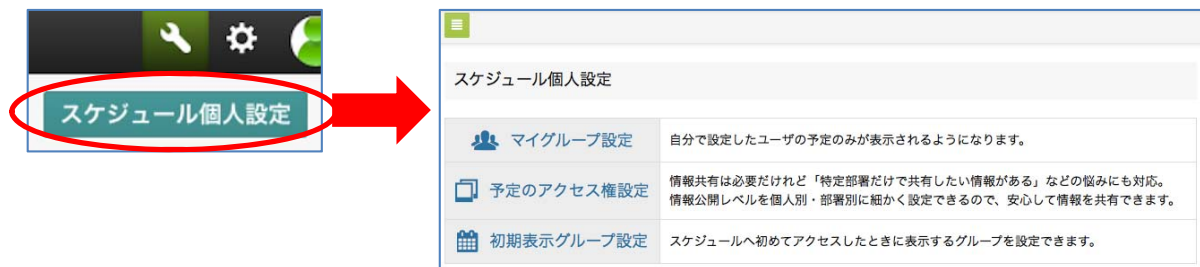 スケジュール個人設定
スケジュール個人設定
マイグループ設定
自分で設定したユーザの予定のみが表示されるようになります。
予定のアクセス権設定
情報共有は必要だけれど「特定部署だけで共有したい情報がある」などの悩みにも対応。
情報公開レベルを個人別・部署別に細かく設定できるので、安心して情報を共有できます。
初期表示グループ設定
スケジュールへ初めてアクセスしたときに表示するグループを設定できます。